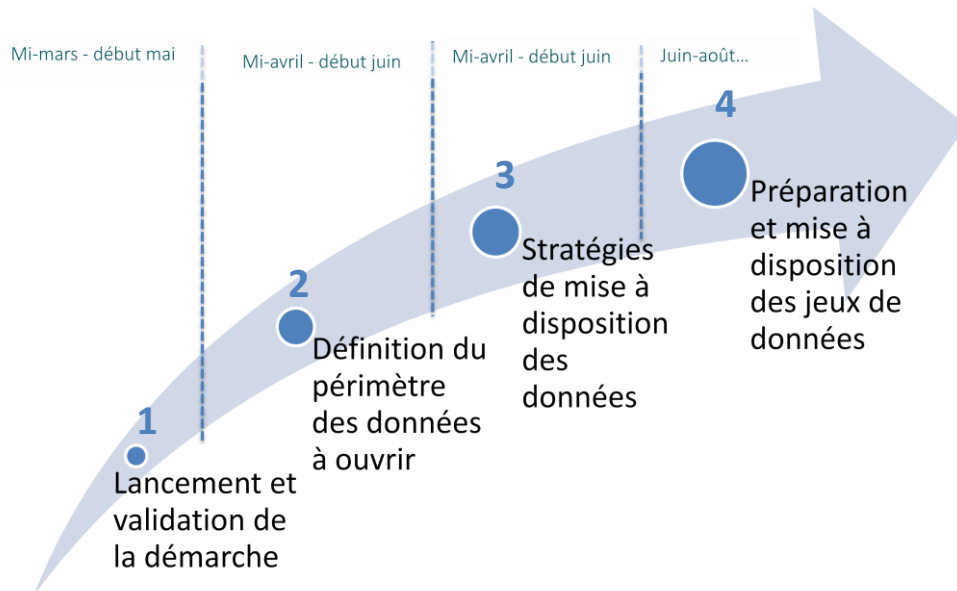 Mi-mars - début mai
Mi-avril - début juin
Mi-avril - début juin
Juin-août...
1
Lancement et
validation de
la démarche
2
Définition du
périmètre
des données
à ouvrir
3
Stratégies
de mise à
disposition
des
données
4
Préparation
et mise à
disposition
des jeux de
données